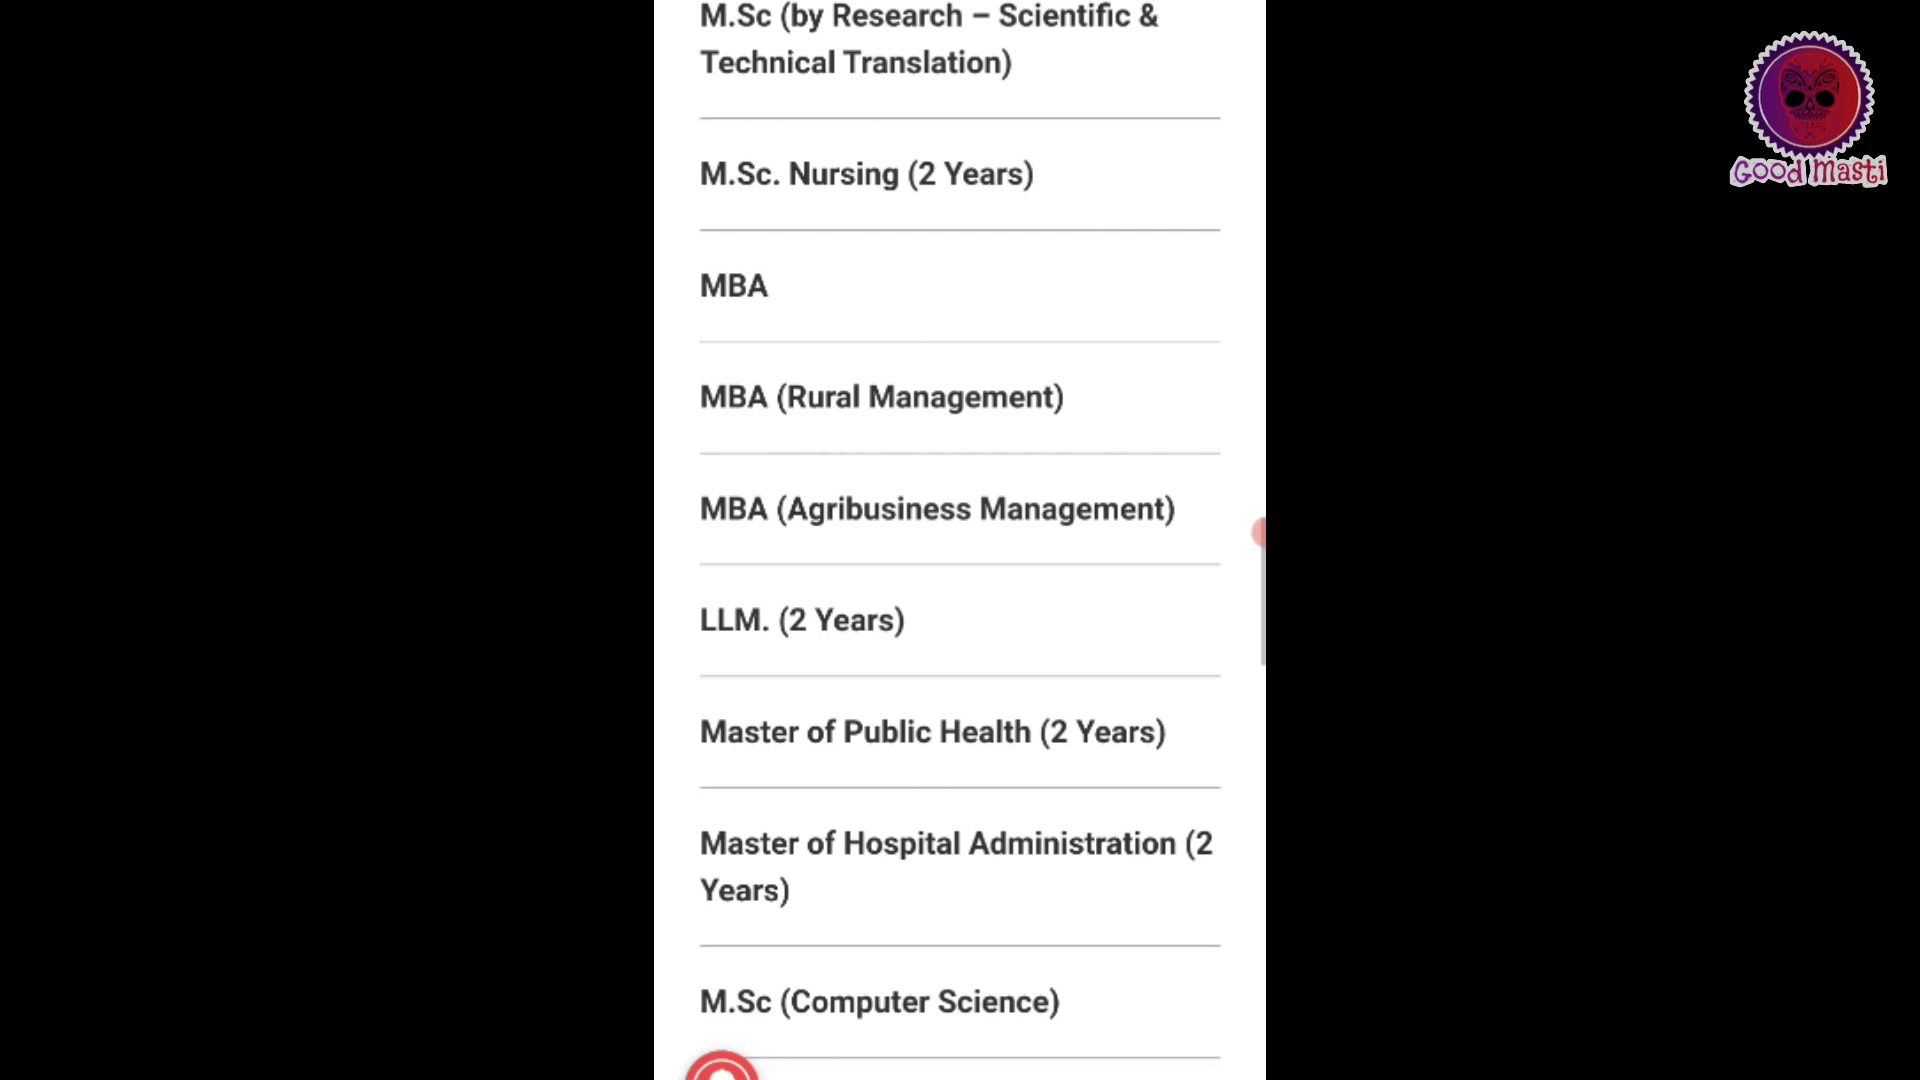 M.Sc (by Research – Scientific &
Technical Translation)
M.Sc. Nursing (2 Years)
MBA
MBA (Rural Management)
MBA (Agribusiness Management)
LLM. (2 Years)
Master of Public Health (2 Years)
Master of Hospital Administration (2
Years)
M.Sc (Computer Science)
Good Masti